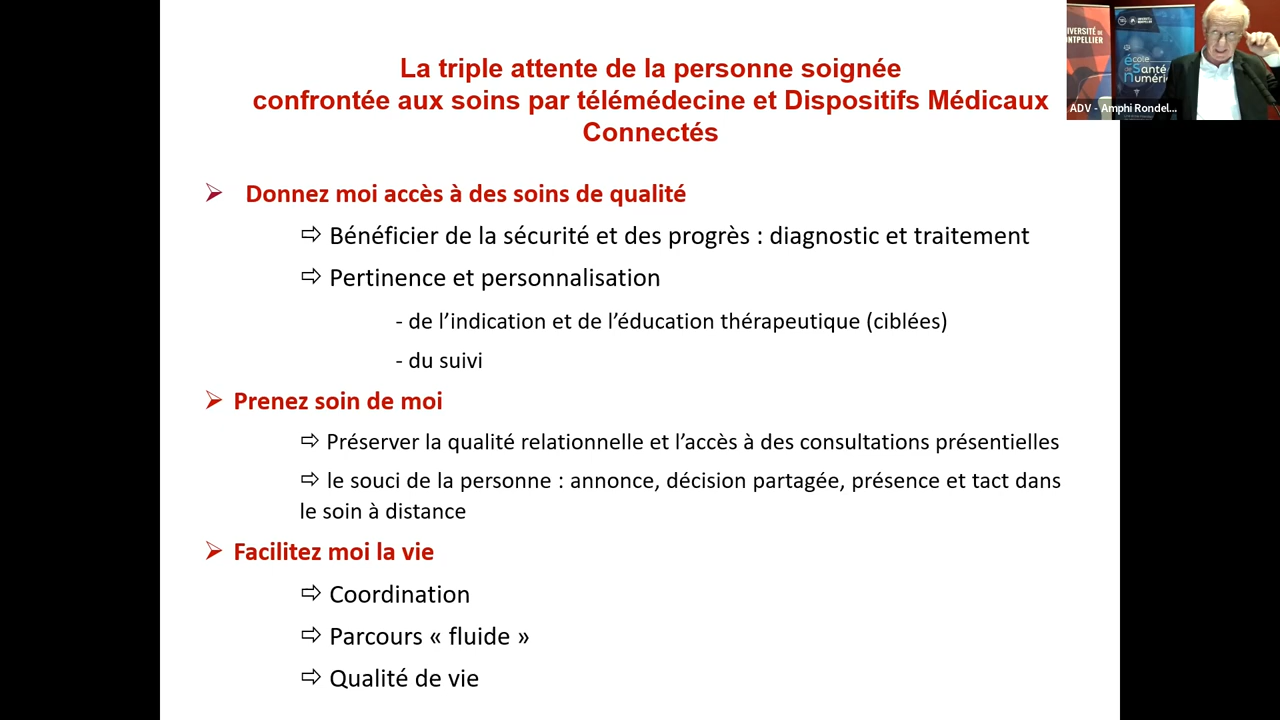 La triple attente de la personne soignée
confrontée aux soins par télémédecine et Dispositifs Médicaux
Connectés
➢ Donnez moi accès à des soins de qualité
⇨ Bénéficier de la sécurité et des progrès : diagnostic et traitement
⇨ Pertinence et personnalisation
- de l’indication et de l’éducation thérapeutique (ciblées)
- du suivi
➢ Prenez soin de moi
⇨ Préserver la qualité relationnelle et l’accès à des consultations présentielles
⇨ le souci de la personne : annonce, décision partagée, présence et tact dans
le soin à distance
➢ Facilitez moi la vie
⇨ Coordination
⇨ Parcours « fluide »
⇨ Qualité de vie
ADV - Amphi Rondel...
école
Santé